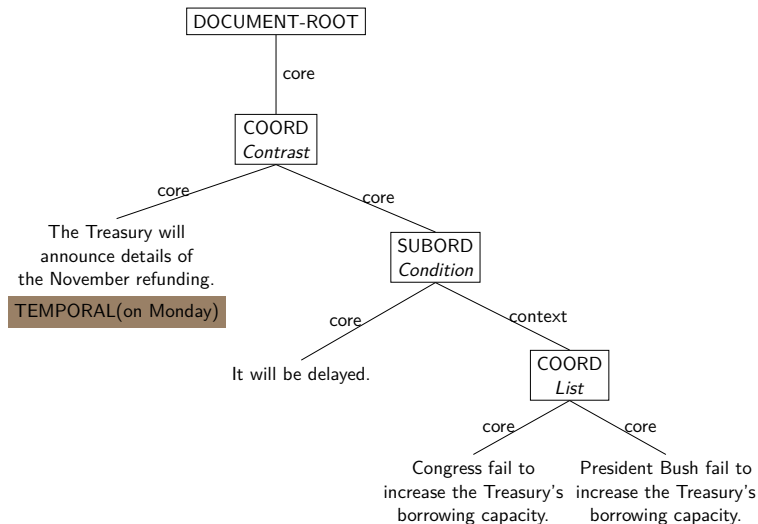 DOCUMENT-ROOT
core
COORD
Contrast
core
core
The Treasury will
announce details of
the November refunding.
TEMPORAL(on Monday)
SUBORD
Condition
core
context
It will be delayed.
COORD
List
core
core
Congress fail to
increase the Treasury's
borrowing capacity.
President Bush fail to
increase the Treasury's
borrowing capacity.